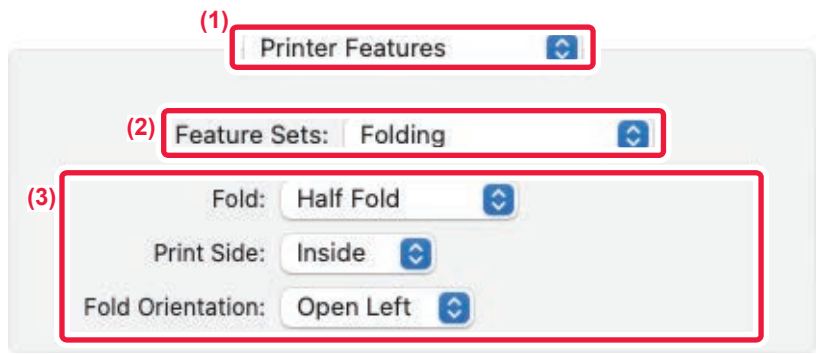 (1)
Printer Features
(2) Feature Sets: Folding
(3) Fold: Half Fold
Print Side: Inside
Fold Orientation: Open Left